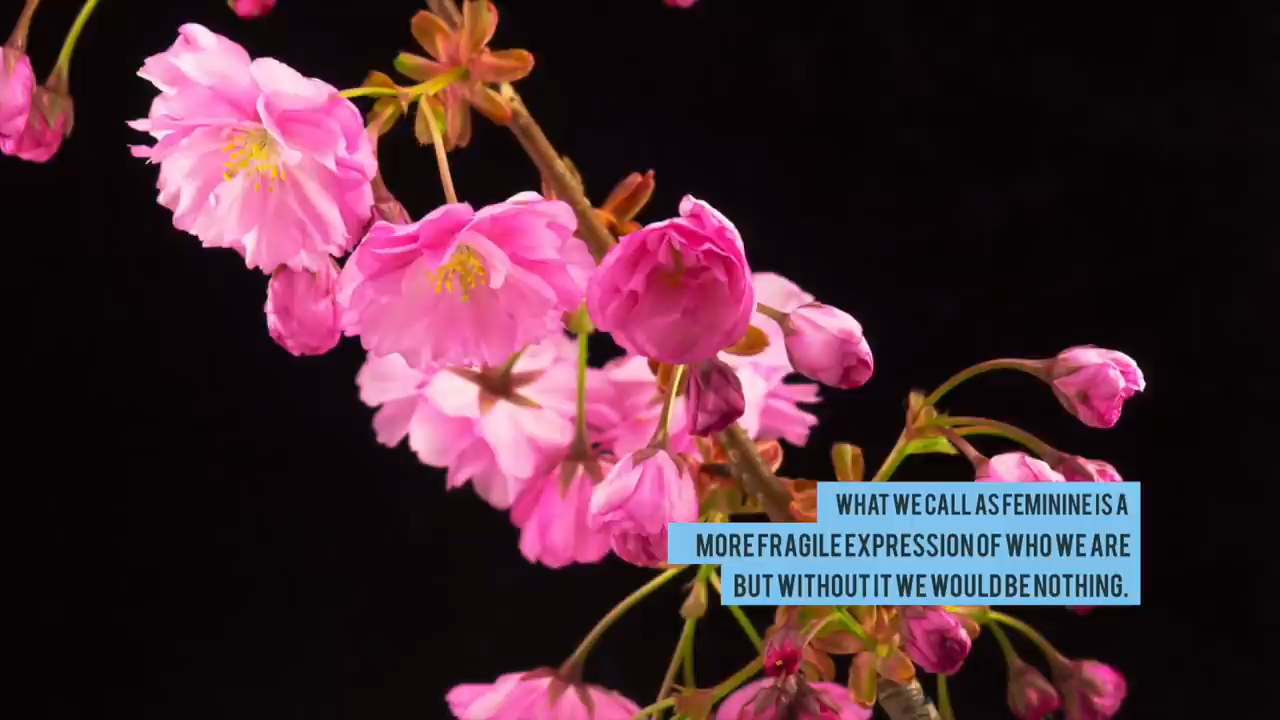 WHAT WE CALL AS FEMININE IS A
MORE FRAGILE EXPRESSION OF WHO WE ARE
BUT WITHOUT IT WE WOULD BE NOTHING.